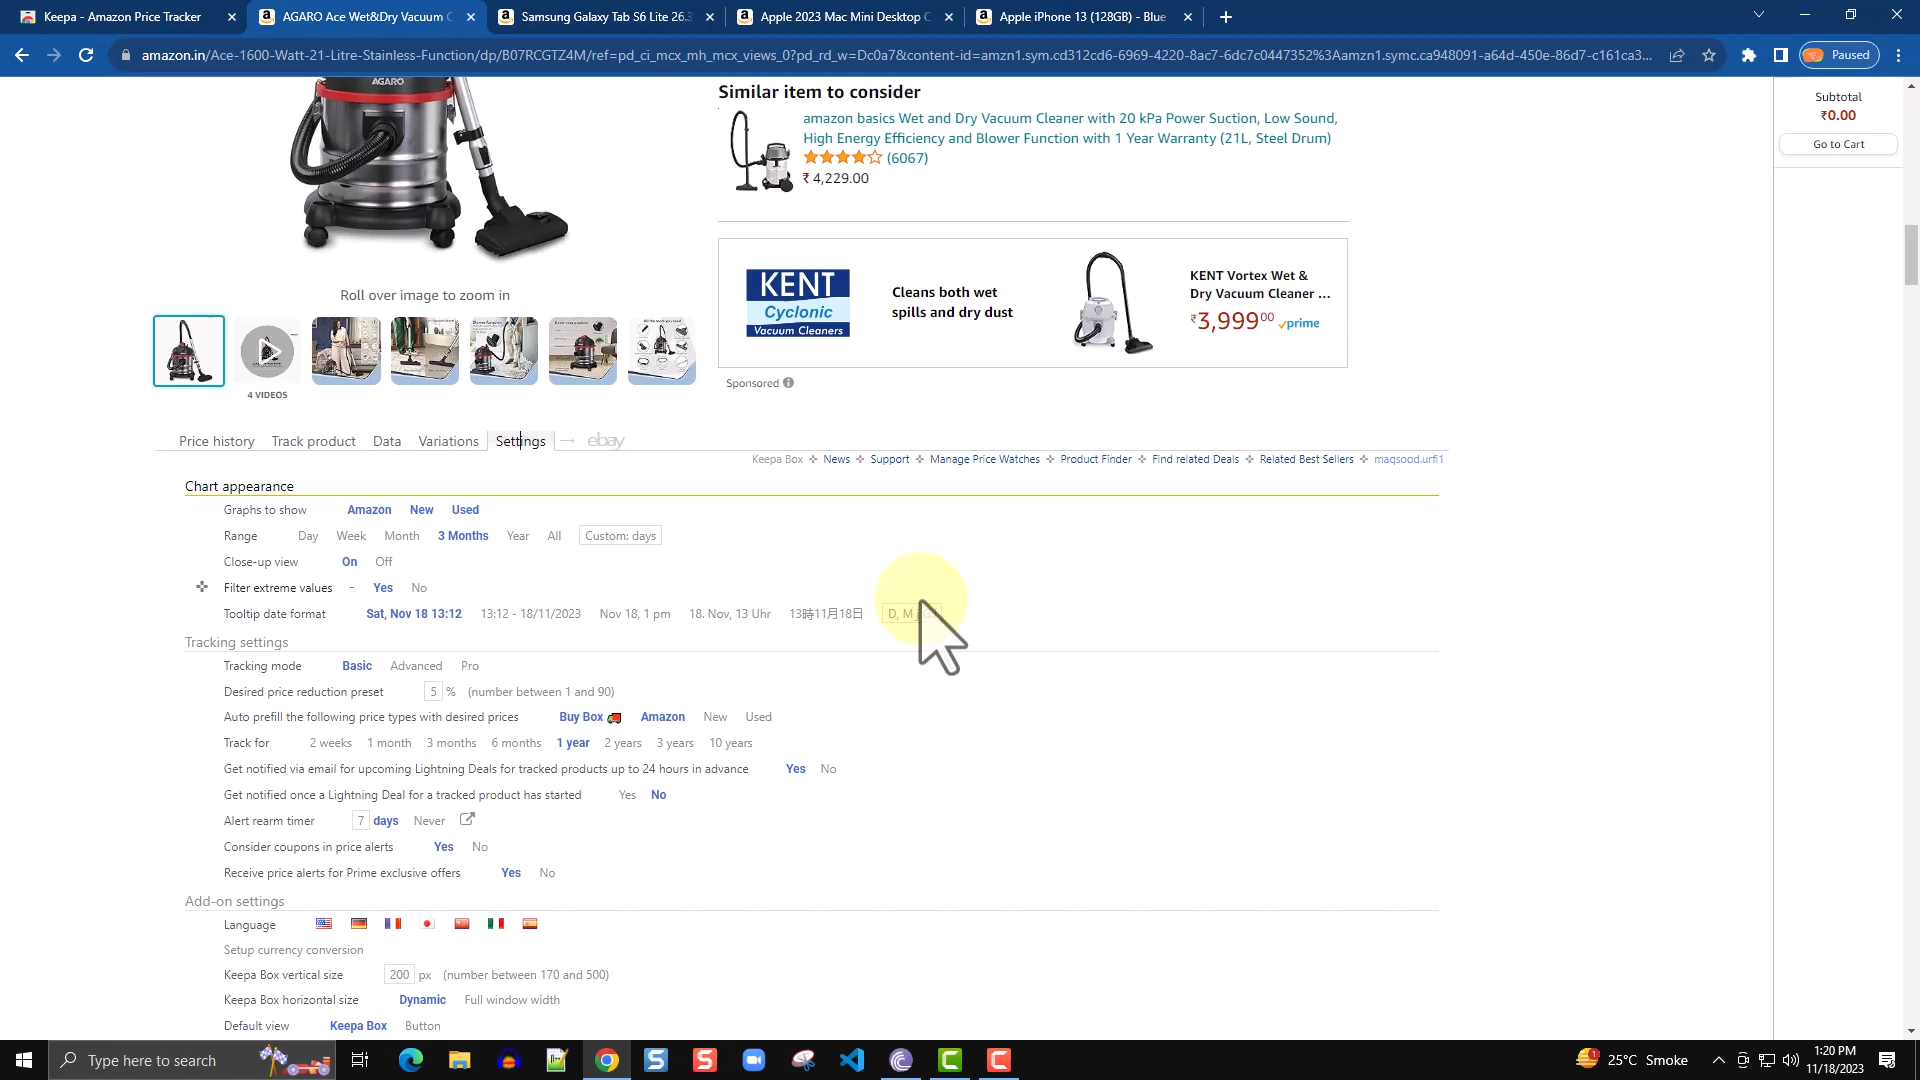 Keepa - Amazon Price Tracker
AGARO Ace Wet&Dry Vacuum C
Samsung Galaxy Tab S6 Lite 26.3
Apple 2023 Mac Mini Desktop C
Apple iPhone 13 (128GB) - Blue
amazon.in/Ace-1600-Watt-21-Litre-Stainless-Function/dp/B07RCGTZ4M/ref=pd_ci_mcx_mh_mcx_views_0?pd_rd_w=Dc0a7&content-id=amzn1.sym.cd312cd6-6969-4220-8ac7-6dc7c0447352%3Aamzn1.symc.ca948091-a64d-450e-86d7-c161ca3...
Paused
AGARO
Similar item to consider
amazon basics Wet and Dry Vacuum Cleaner with 20 kPa Power Suction, Low Sound,
High Energy Efficiency and Blower Function with 1 Year Warranty (21L, Steel Drum)
(6067)
₹ 4,229.00
Subtotal
₹0.00
Go to Cart
KENT
Cyclonic
Vacuum Cleaners
Cleans both wet
spills and dry dust
KENT Vortex Wet &
Dry Vacuum Cleaner ...
₹3,999⁰⁰ prime
Sponsored
Roll over image to zoom in
4 VIDEOS
Price history Track product Data Variations Settings → ebay
Keepa Box News Support Manage Price Watches Product Finder Find related Deals Related Best Sellers maqsood.urfi1
Chart appearance
Graphs to show Amazon New Used
Range Day Week Month 3 Months Year All Custom: days
Close-up view On Off
Filter extreme values - Yes No
Tooltip date format Sat, Nov 18 13:12 13:12 - 18/11/2023 Nov 18, 1 pm 18. Nov, 13 Uhr 13時11月18日 D, M j
Tracking settings
Tracking mode Basic Advanced Pro
Desired price reduction preset 5 % (number between 1 and 90)
Auto prefill the following price types with desired prices Buy Box Amazon New Used
Track for 2 weeks 1 month 3 months 6 months 1 year 2 years 3 years 10 years
Get notified via email for upcoming Lightning Deals for tracked products up to 24 hours in advance Yes No
Get notified once a Lightning Deal for a tracked product has started Yes No
Alert rearm timer 7 days Never
Consider coupons in price alerts Yes No
Receive price alerts for Prime exclusive offers Yes No
Add-on settings
Language
Setup currency conversion
Keepa Box vertical size 200 px (number between 170 and 500)
Keepa Box horizontal size Dynamic Full window width
Default view Keepa Box Button
Type here to search
25°C Smoke
1:20 PM
11/18/2023